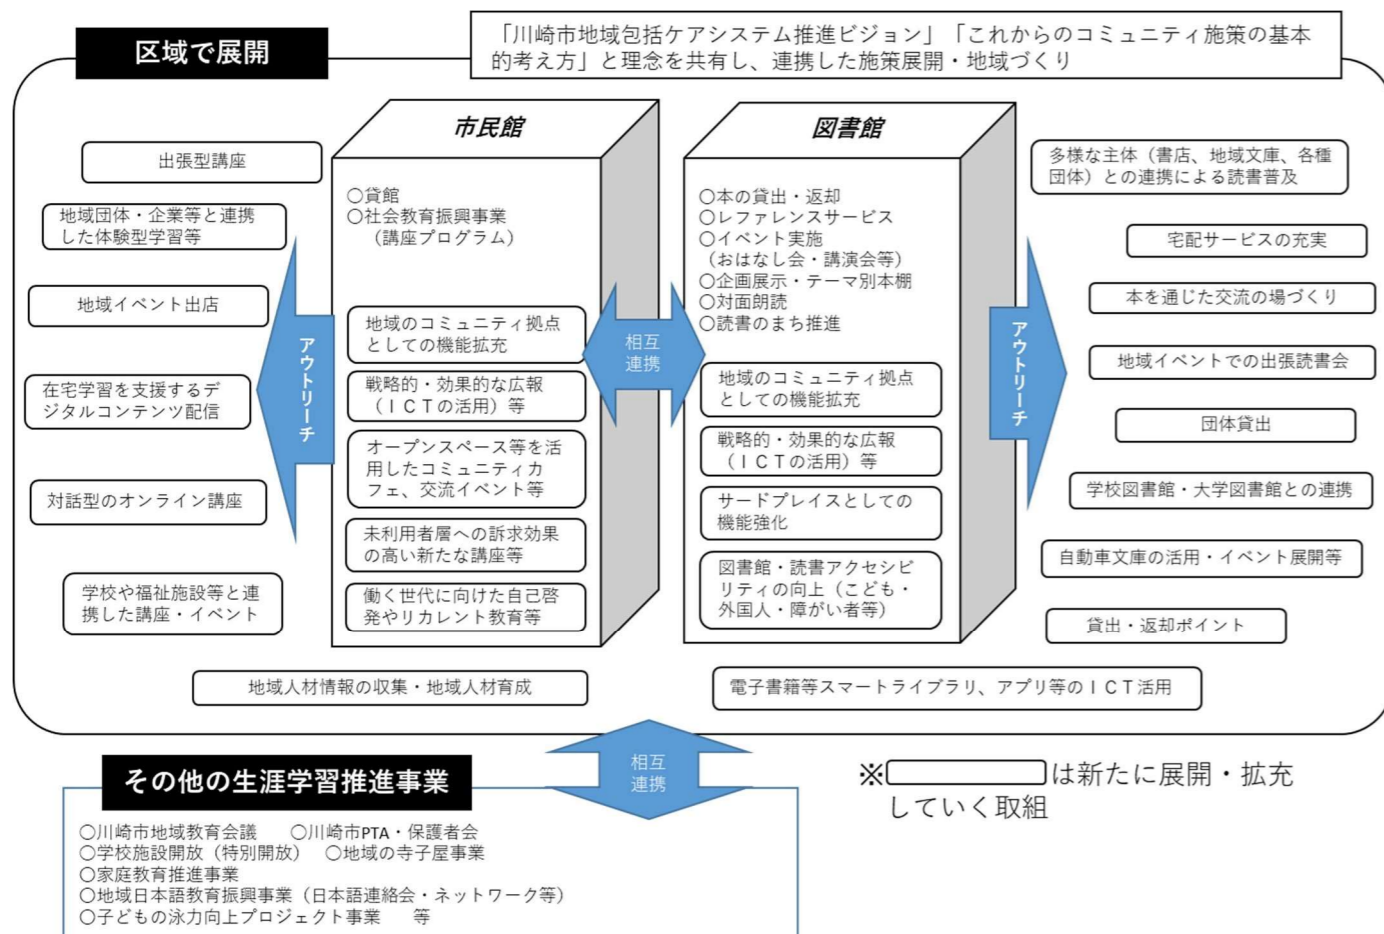 区域で展開
「川崎市地域包括ケアシステム推進ビジョン」「これからのコミュニティ施策の基本
的考え方」と理念を共有し、連携した施策展開・地域づくり
出張型講座
地域団体・企業等と連携
した体験型学習等
地域イベント出店
在宅学習を支援するデ
ジタルコンテンツ配信
対話型のオンライン講座
学校や福祉施設等と連
携した講座・イベント
アウトリーチ
市民館
○貸館
○社会教育振興事業
（講座プログラム）
地域のコミュニティ拠点
としての機能拡充
戦略的・効果的な広報
（ＩＣＴの活用）等
オープンスペース等を活
用したコミュニティカ
フェ、交流イベント等
未利用者層への訴求効果
の高い新たな講座等
働く世代に向けた自己啓
発やリカレント教育等
相互
連携
図書館
○本の貸出・返却
○レファレンスサービス
○イベント実施
（おはなし会・講演会等）
○企画展示・テーマ別本棚
○対面朗読
○読書のまち推進
地域のコミュニティ拠点
としての機能拡充
戦略的・効果的な広報
（ＩＣＴの活用）等
サードプレイスとしての
機能強化
図書館・読書アクセシビ
リティの向上（こども・
外国人・障がい者等）
アウトリーチ
多様な主体（書店、地域文庫、各種
団体）との連携による読書普及
宅配サービスの充実
本を通じた交流の場づくり
地域イベントでの出張読書会
団体貸出
学校図書館・大学図書館との連携
自動車文庫の活用・イベント展開等
貸出・返却ポイント
地域人材情報の収集・地域人材育成
電子書籍等スマートライブラリ、アプリ等のＩＣＴ活用
相互
連携
その他の生涯学習推進事業
○川崎市地域教育会議　○川崎市PTA・保護者会
○学校施設開放（特別開放）　○地域の寺子屋事業
○家庭教育推進事業
○地域日本語教育振興事業（日本語連絡会・ネットワーク等）
○子どもの泳力向上プロジェクト事業　等
※　　　は新たに展開・拡充
していく取組